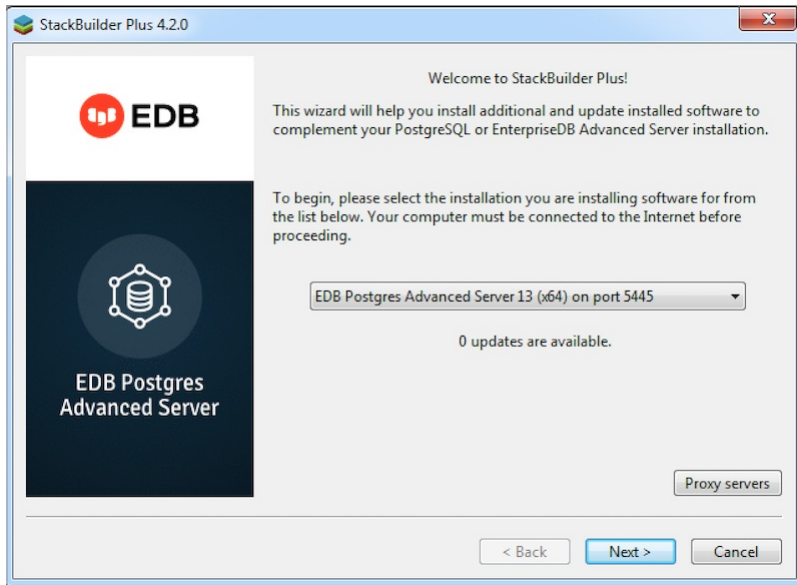 StackBuilder Plus 4.2.0
EDB
EDB Postgres
Advanced Server
Welcome to StackBuilder Plus!
This wizard will help you install additional and update installed software to
complement your PostgreSQL or EnterpriseDB Advanced Server installation.
To begin, please select the installation you are installing software for from
the list below. Your computer must be connected to the Internet before
proceeding.
EDB Postgres Advanced Server 13 (x64) on port 5445
0 updates are available.
Proxy servers
< Back
Next >
Cancel